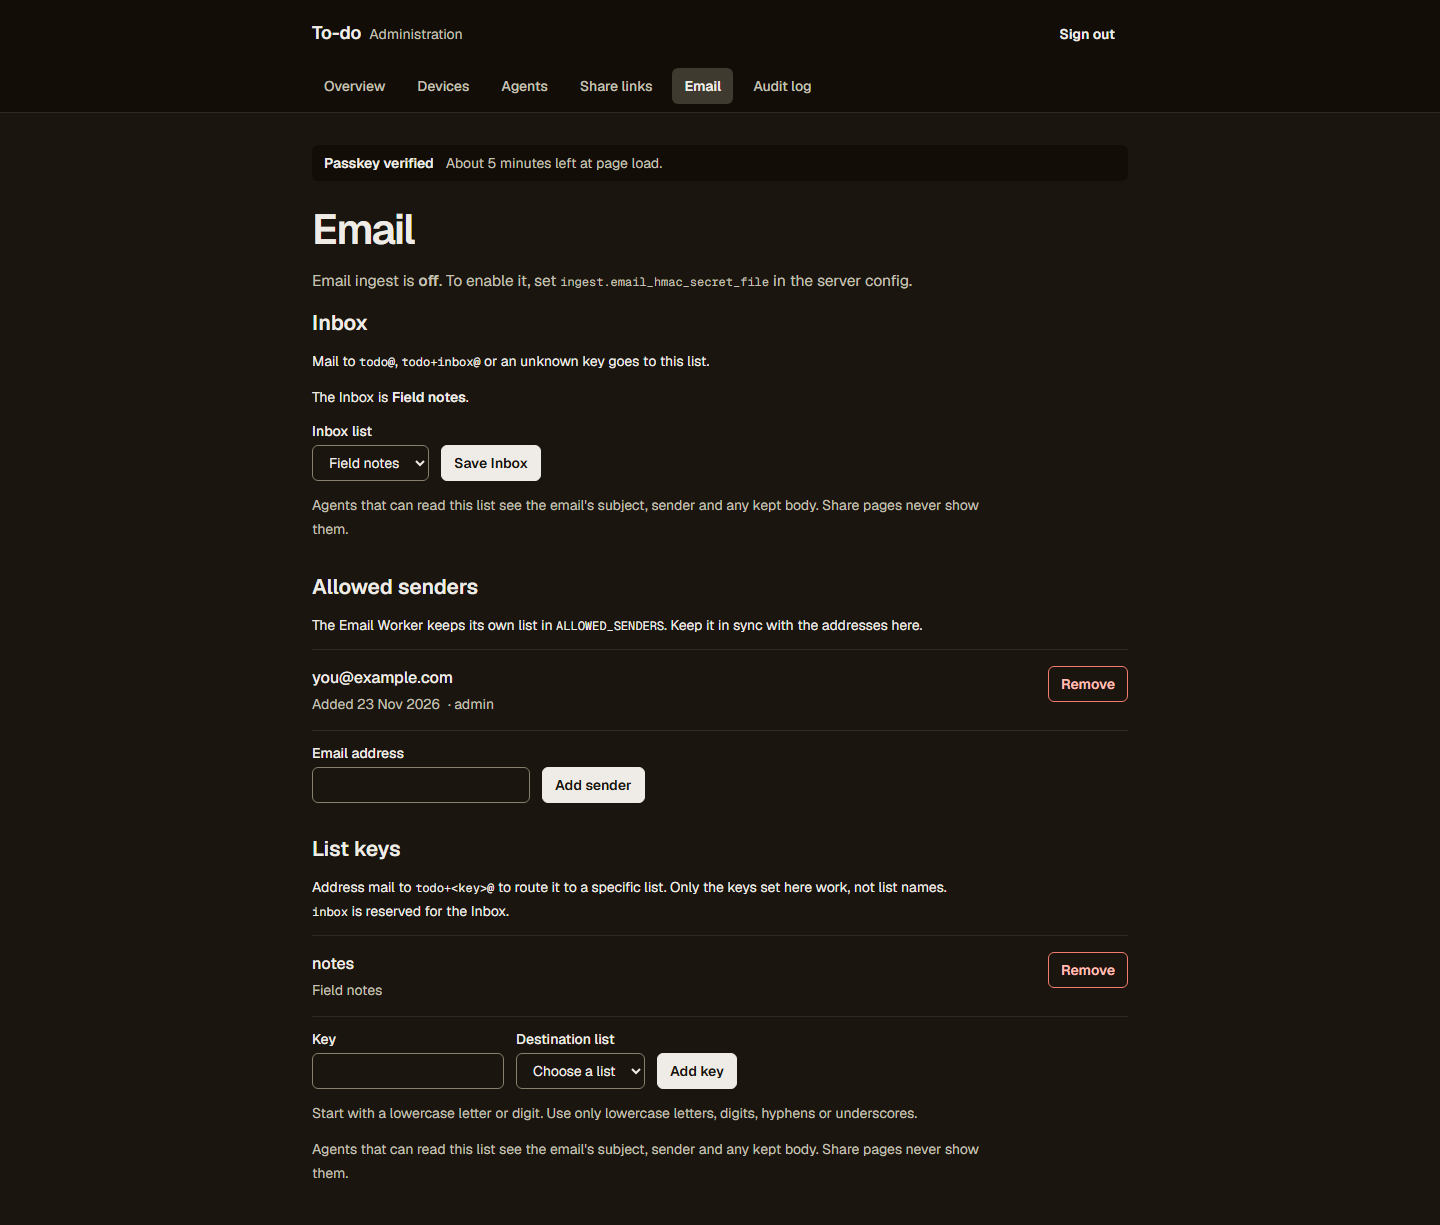 To-do Administration
Sign out
Overview
Devices
Agents
Share links
Email
Audit log
Passkey verified About 5 minutes left at page load.
Email
Email ingest is off. To enable it, set ingest.email_hmac_secret_file in the server config.
Inbox
Mail to todo@, todo+inbox@ or an unknown key goes to this list.
The Inbox is Field notes.
Inbox list
Field notes
Save Inbox
Agents that can read this list see the email's subject, sender and any kept body. Share pages never show
them.
Allowed senders
The Email Worker keeps its own list in ALLOWED_SENDERS. Keep it in sync with the addresses here.
you@example.com
Remove
Added 23 Nov 2026 · admin
Email address
Add sender
List keys
Address mail to todo+<key>@ to route it to a specific list. Only the keys set here work, not list names.
inbox is reserved for the Inbox.
notes
Remove
Field notes
Key
Destination list
Choose a list
Add key
Start with a lowercase letter or digit. Use only lowercase letters, digits, hyphens or underscores.
Agents that can read this list see the email's subject, sender and any kept body. Share pages never show
them.